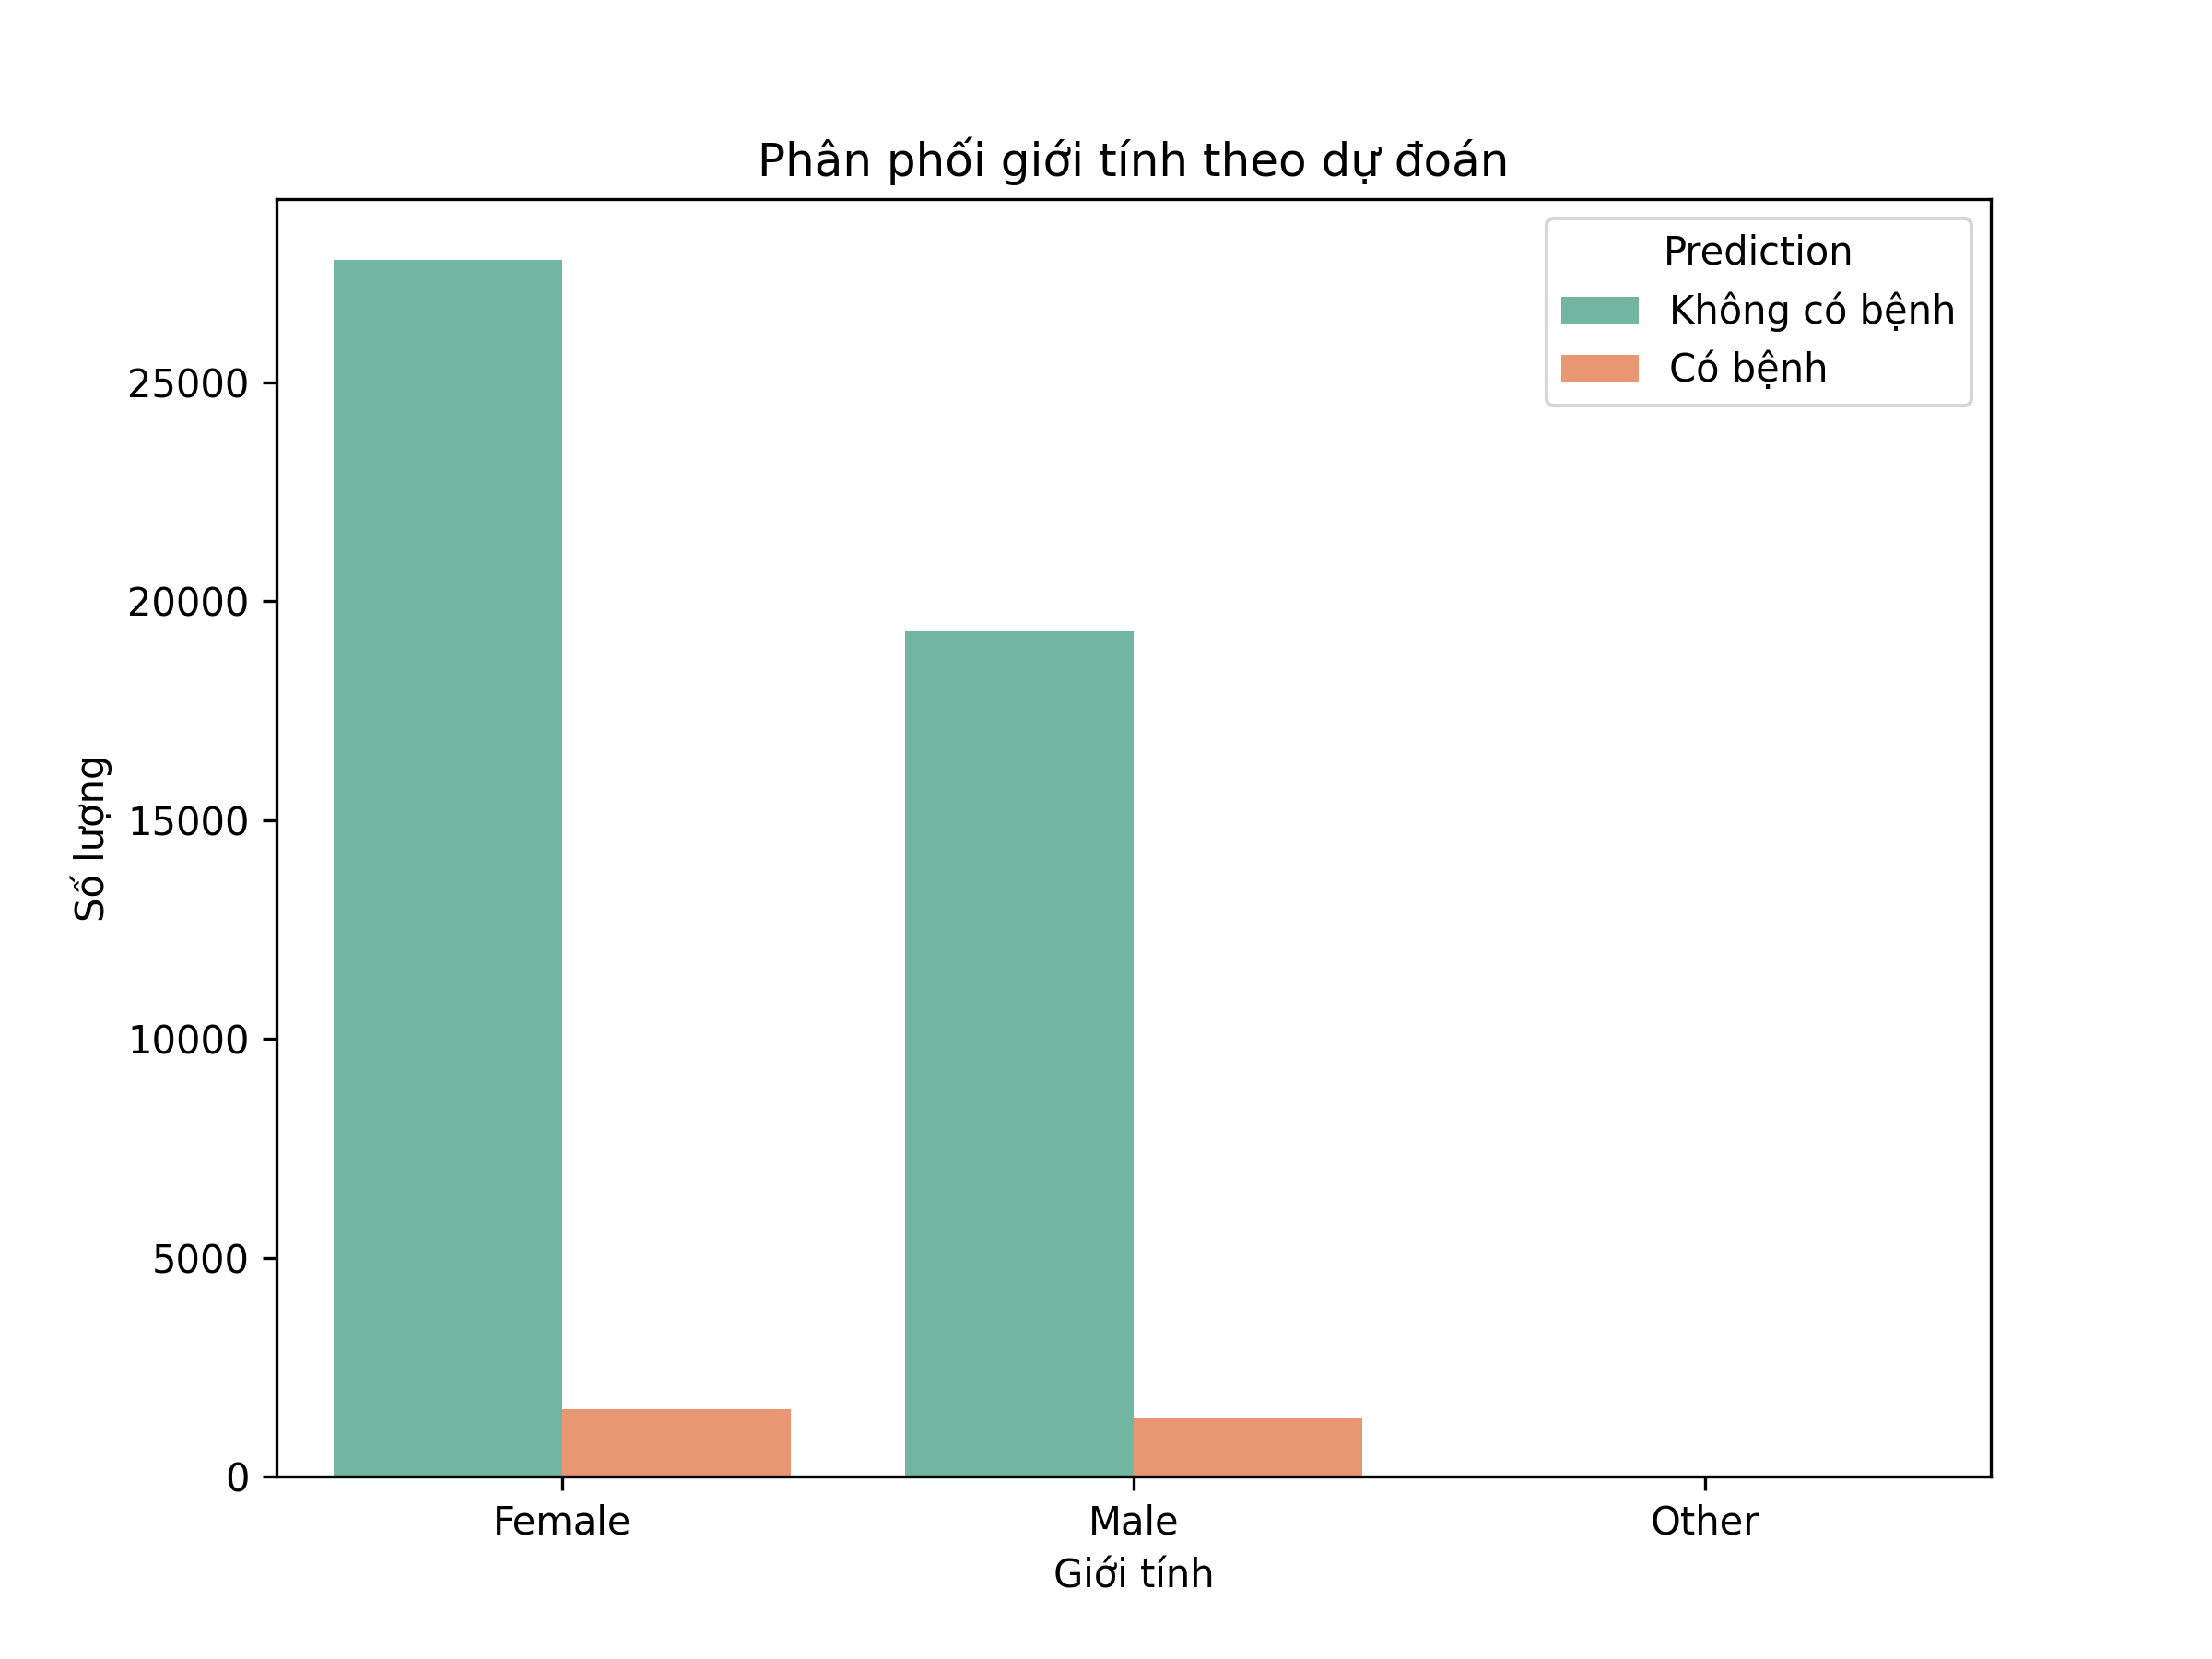 Phân phối giới tính theo dự đoán
Prediction
Không có bệnh
Có bệnh
Số lượng
25000
20000
15000
10000
5000
0
Female Male Other
Giới tính